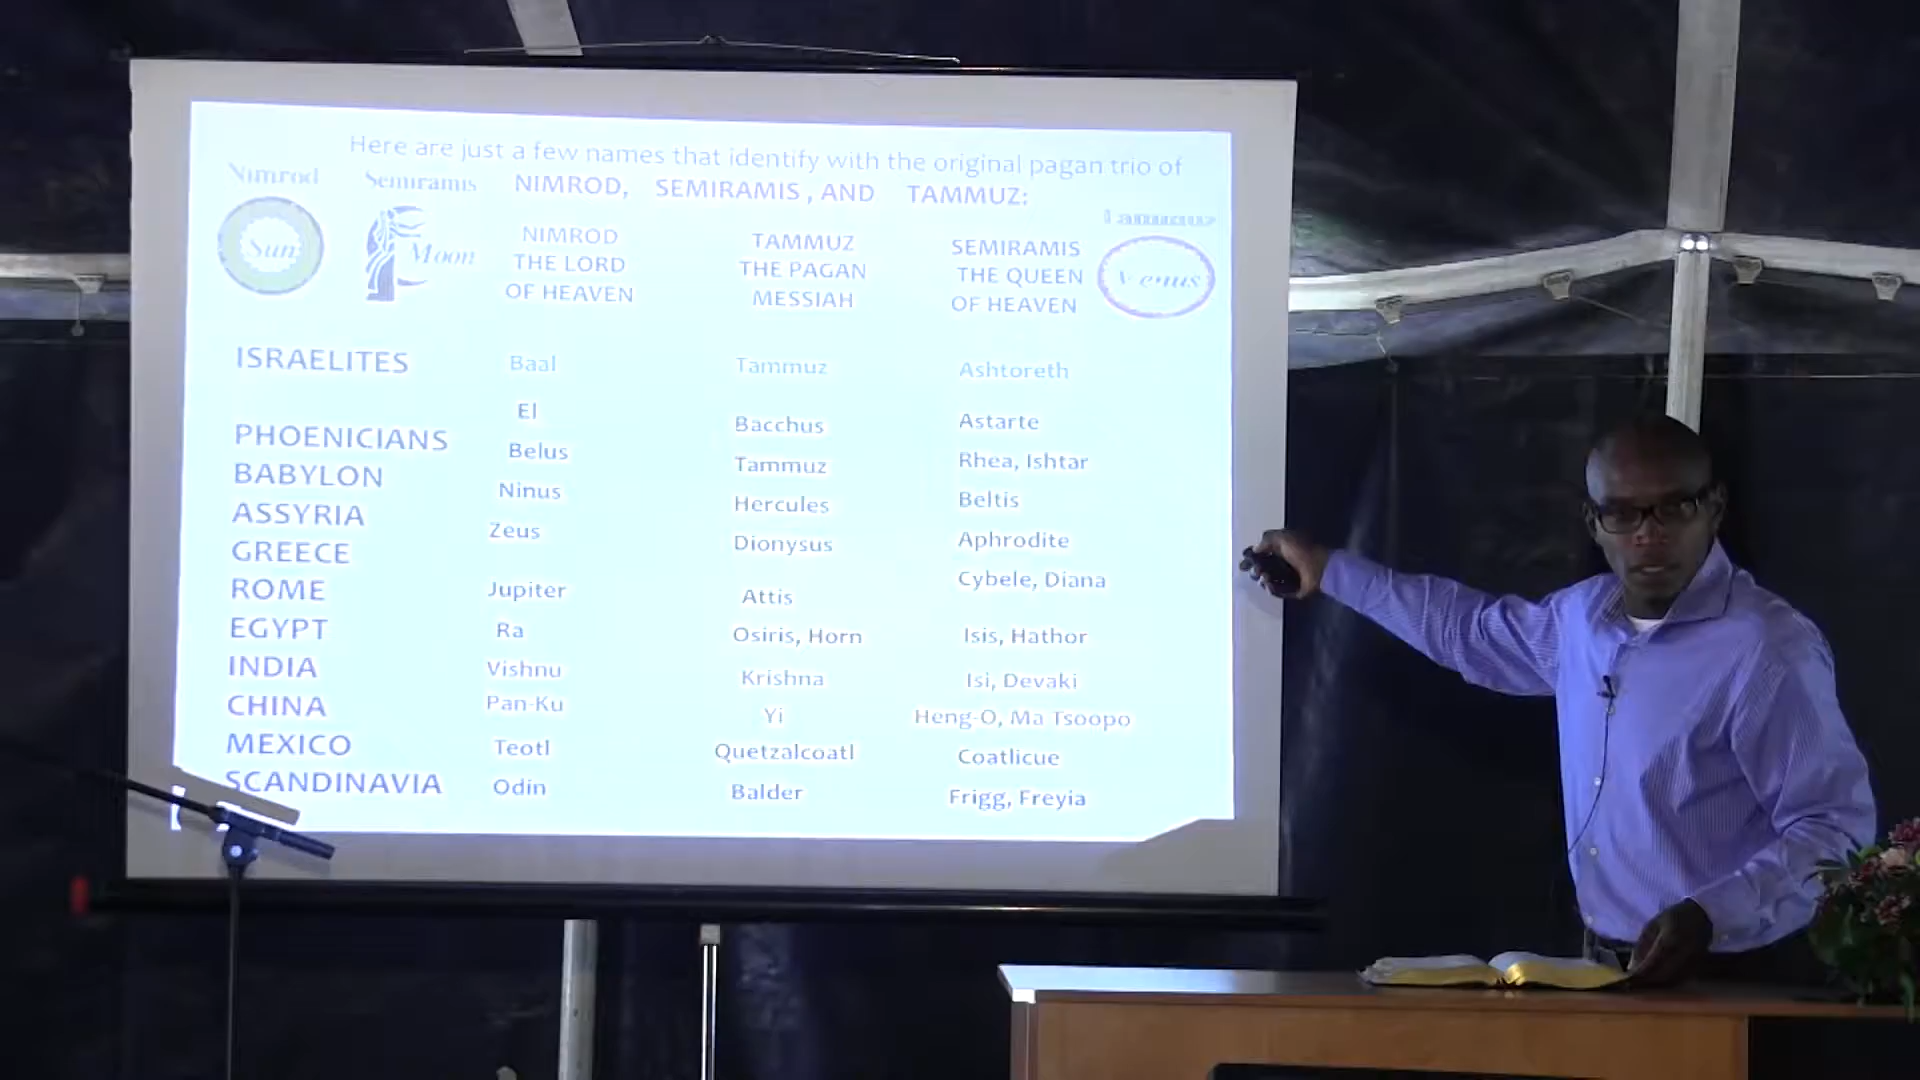 Here are just a few names that identify with the original pagan trio of
NIMROD, SEMIRAMIS, AND TAMMUZ:
Nimrod
Sun
Semiramis
Moon
Tammuz
Venus
NIMROD
THE LORD
OF HEAVEN
TAMMUZ
THE PAGAN
MESSIAH
SEMIRAMIS
THE QUEEN
OF HEAVEN
ISRAELITES Baal Tammuz Ashtoreth
PHOENICIANS El Bacchus Astarte
BABYLON Belus Tammuz Rhea, Ishtar
ASSYRIA Ninus Hercules Beltis
GREECE Zeus Dionysus Aphrodite
ROME Jupiter Attis Cybele, Diana
EGYPT Ra Osiris, Horn Isis, Hathor
INDIA Vishnu Krishna Isi, Devaki
CHINA Pan-Ku Yi Heng-O, Ma Tsoopo
MEXICO Teotl Quetzalcoatl Coatlicue
SCANDINAVIA Odin Balder Frigg, Freyia